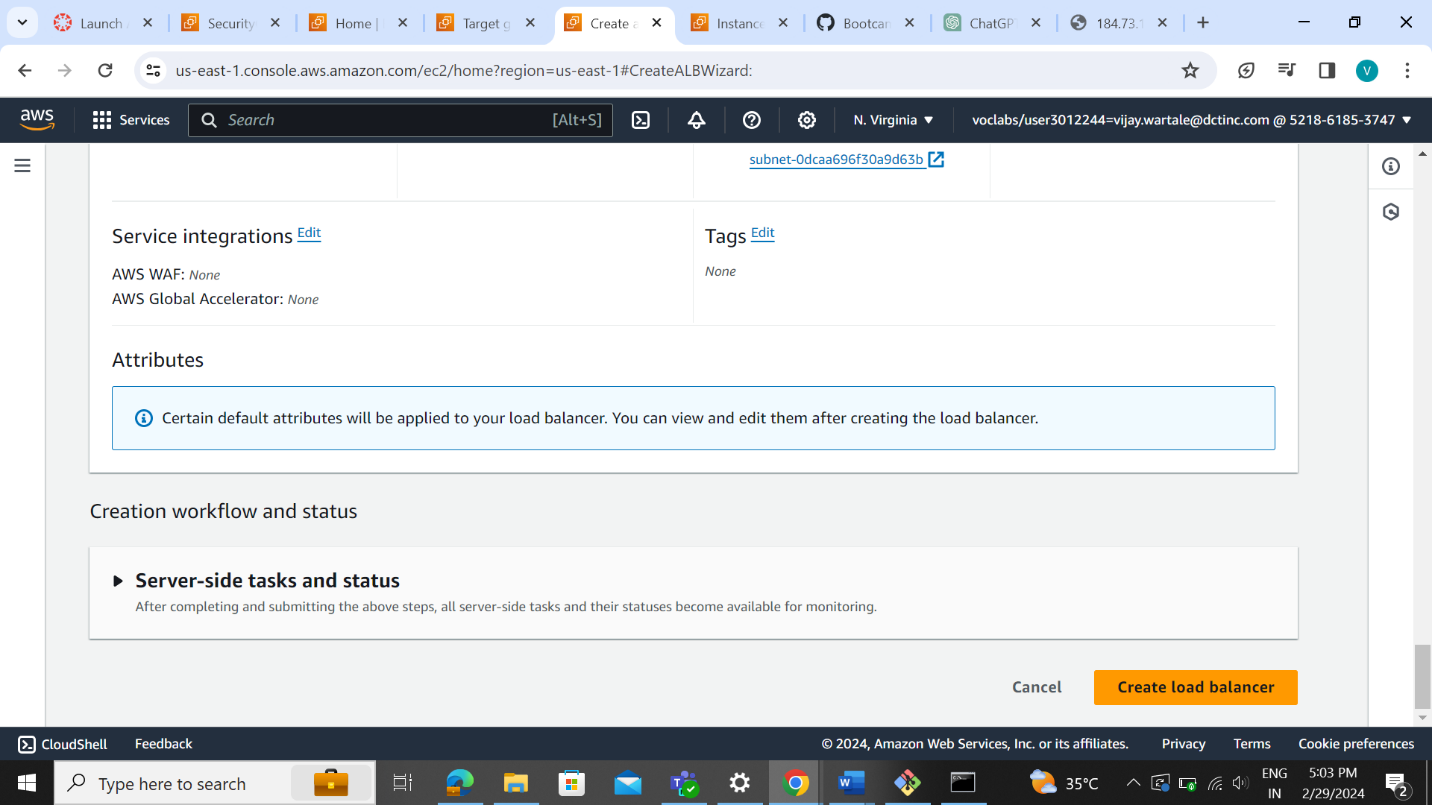 Launch A
Security
Home |
Target g
Create a
Instance
Bootcam
ChatGPT
184.73.1
us-east-1.console.aws.amazon.com/ec2/home?region=us-east-1#CreateALBWizard:
V
aws
Services
Search
[Alt+S]
N. Virginia
voclabs/user3012244=vijay.wartale@dctinc.com @ 5218-6185-3747
subnet-0dcaa696f30a9d63b
Service integrations Edit
AWS WAF: None
AWS Global Accelerator: None
Tags Edit
None
Attributes
Certain default attributes will be applied to your load balancer. You can view and edit them after creating the load balancer.
Creation workflow and status
Server-side tasks and status
After completing and submitting the above steps, all server-side tasks and their statuses become available for monitoring.
Cancel
Create load balancer
CloudShell
Feedback
© 2024, Amazon Web Services, Inc. or its affiliates.
Privacy
Terms
Cookie preferences
Type here to search
35°C
ENG
IN
5:03 PM
2/29/2024
2